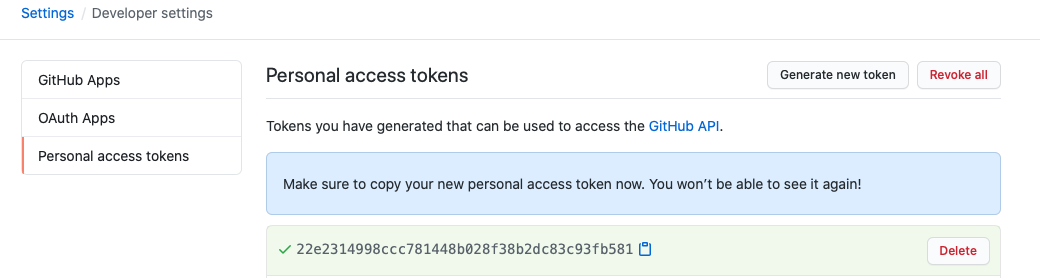 Settings / Developer settings
Personal access tokens
Generate new token
Revoke all
GitHub Apps
OAuth Apps
Personal access tokens
Tokens you have generated that can be used to access the GitHub API.
Make sure to copy your new personal access token now. You won't be able to see it again!
22e2314998ccc781448b028f38b2dc83c93fb581
Delete